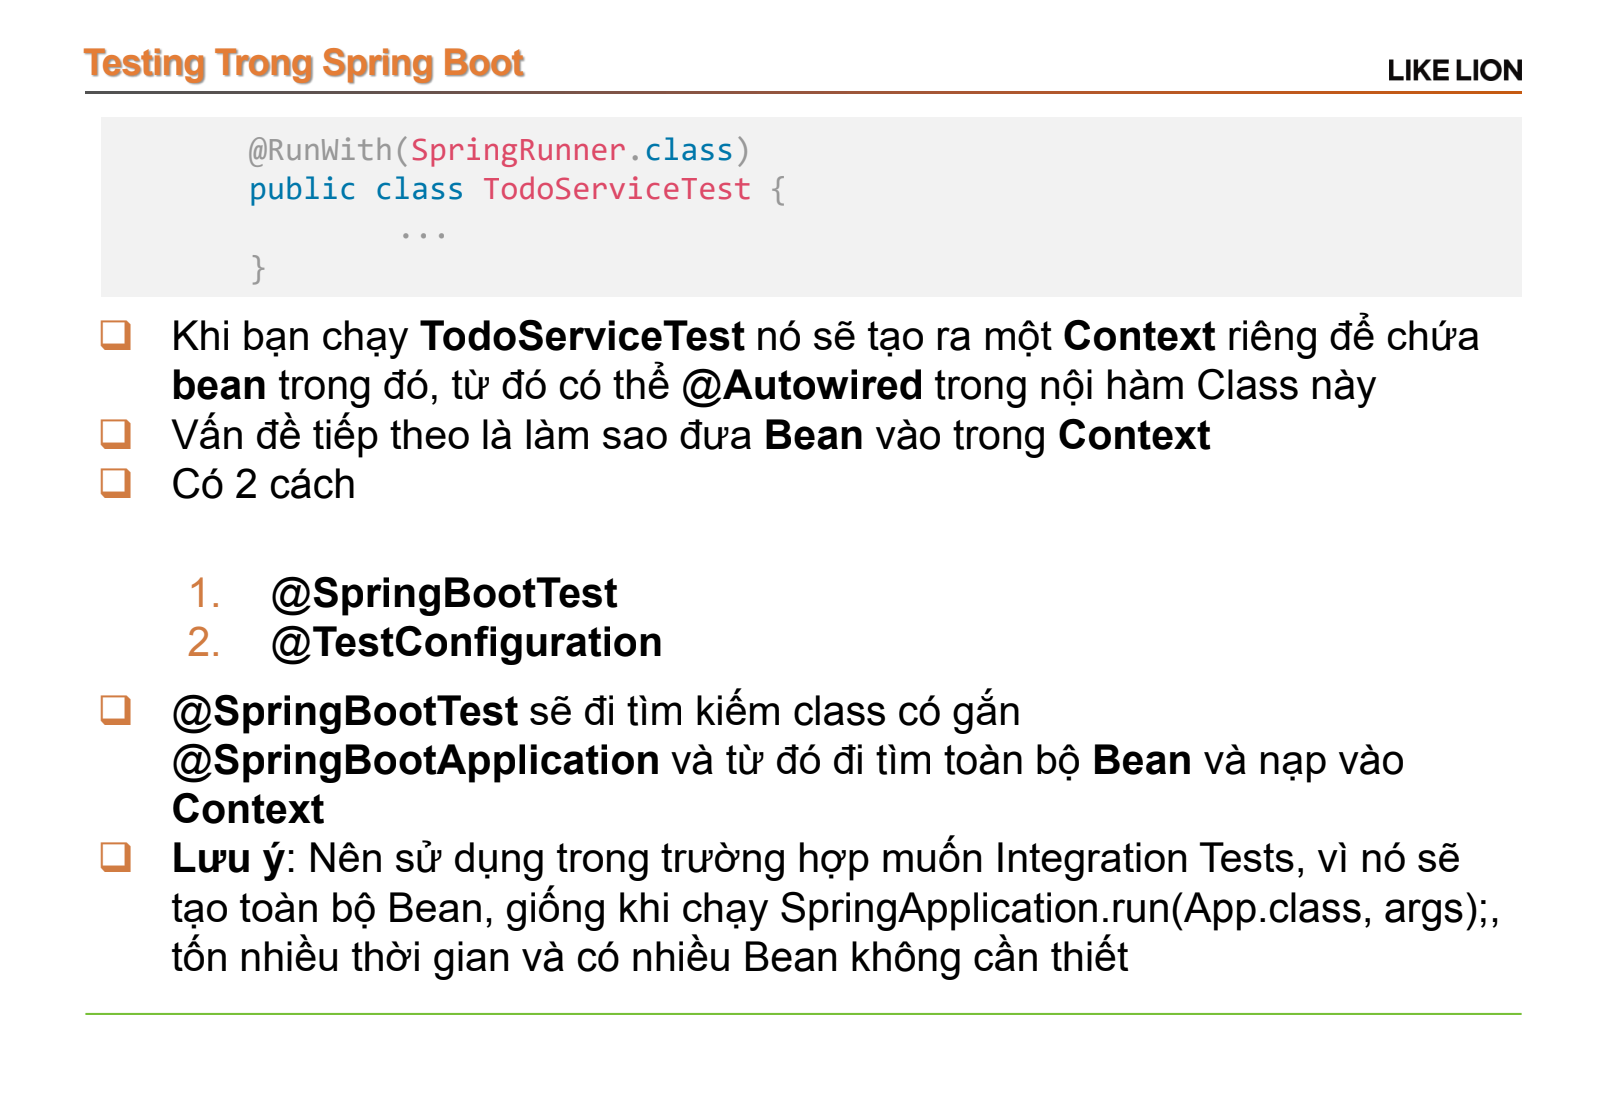 Testing Trong Spring Boot
LIKE LION
@RunWith(SpringRunner.class)
public class TodoServiceTest {
...
}
Khi bạn chạy TodoServiceTest nó sẽ tạo ra một Context riêng để chứa
bean trong đó, từ đó có thể @Autowired trong nội hàm Class này
Vấn đề tiếp theo là làm sao đưa Bean vào trong Context
Có 2 cách
1. @SpringBootTest
2. @TestConfiguration
@SpringBootTest sẽ đi tìm kiếm class có gắn
@SpringBootApplication và từ đó đi tìm toàn bộ Bean và nạp vào
Context
Lưu ý: Nên sử dụng trong trường hợp muốn Integration Tests, vì nó sẽ
tạo toàn bộ Bean, giống khi chạy SpringApplication.run(App.class, args);,
tốn nhiều thời gian và có nhiều Bean không cần thiết